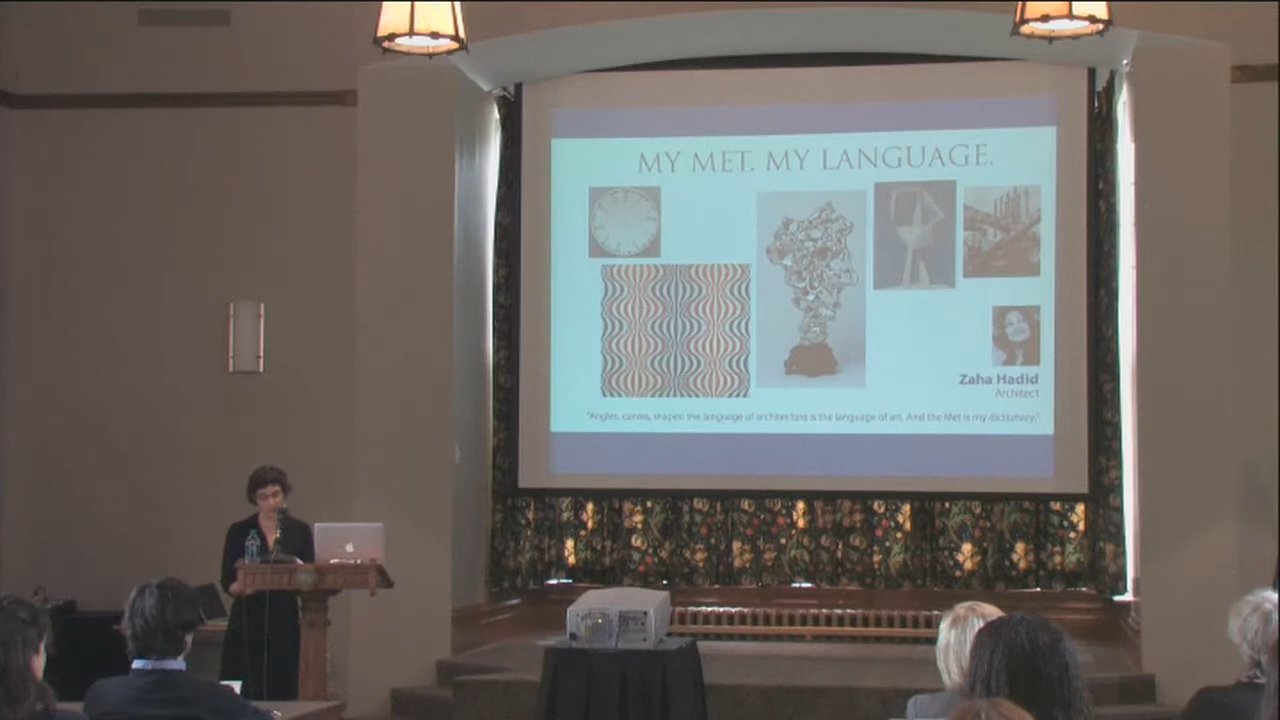 MY MET. MY LANGUAGE.
Zaha Hadid
Architect
"Angles, carves, shapes: the language of architecture is the language of art. And the Met is my dictionary."